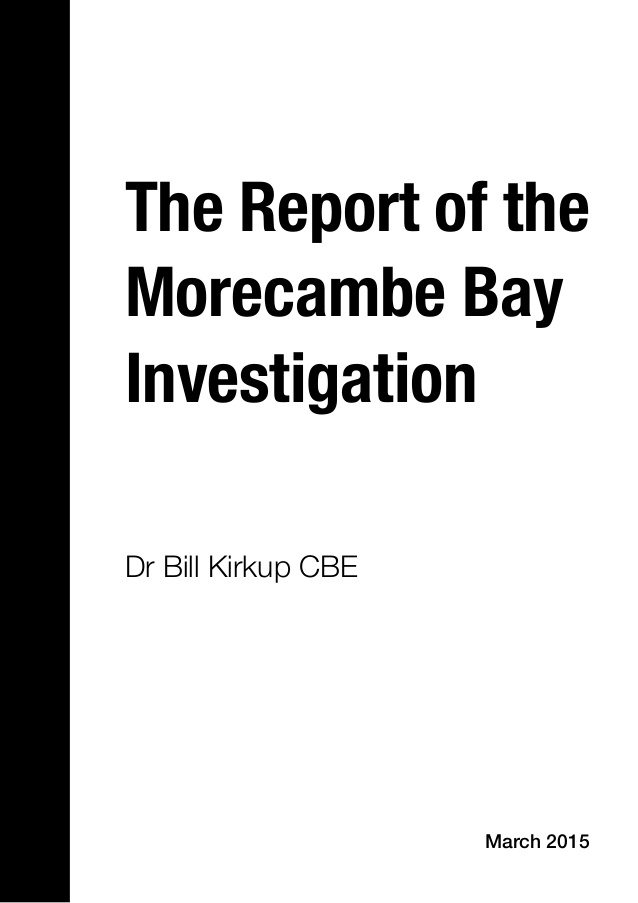 The Report of the
Morecambe Bay
Investigation
Dr Bill Kirkup CBE
March 2015